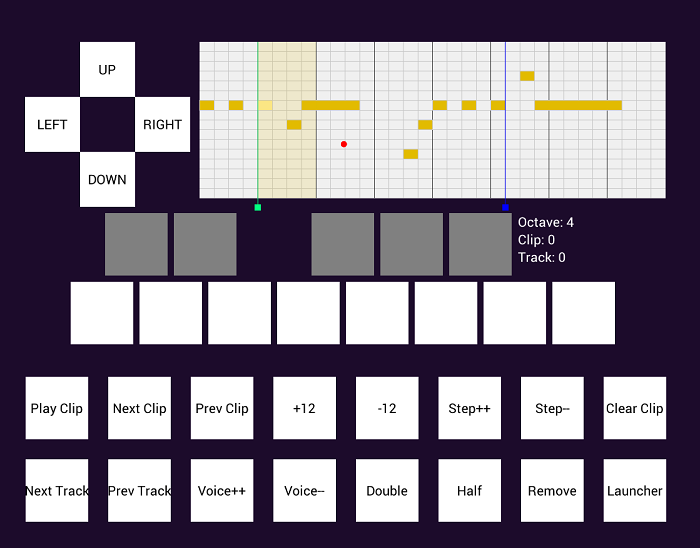 UP
LEFT
RIGHT
DOWN
Octave: 4
Clip: 0
Track: 0
Play Clip
Next Clip
Prev Clip
+12
-12
Step++
Step--
Clear Clip
Next Track
Prev Track
Voice++
Voice--
Double
Half
Remove
Launcher